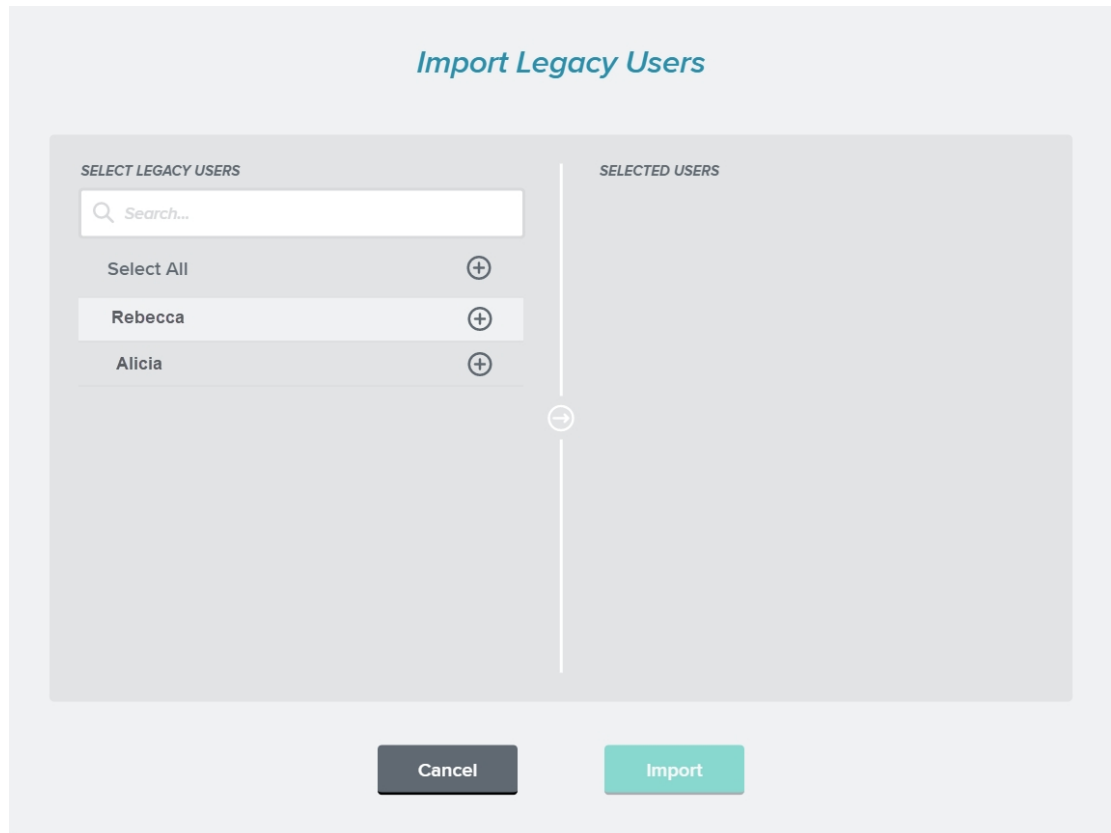 Import Legacy Users
SELECT LEGACY USERS
Search...
Select All
Rebecca
Alicia
SELECTED USERS
Cancel
Import